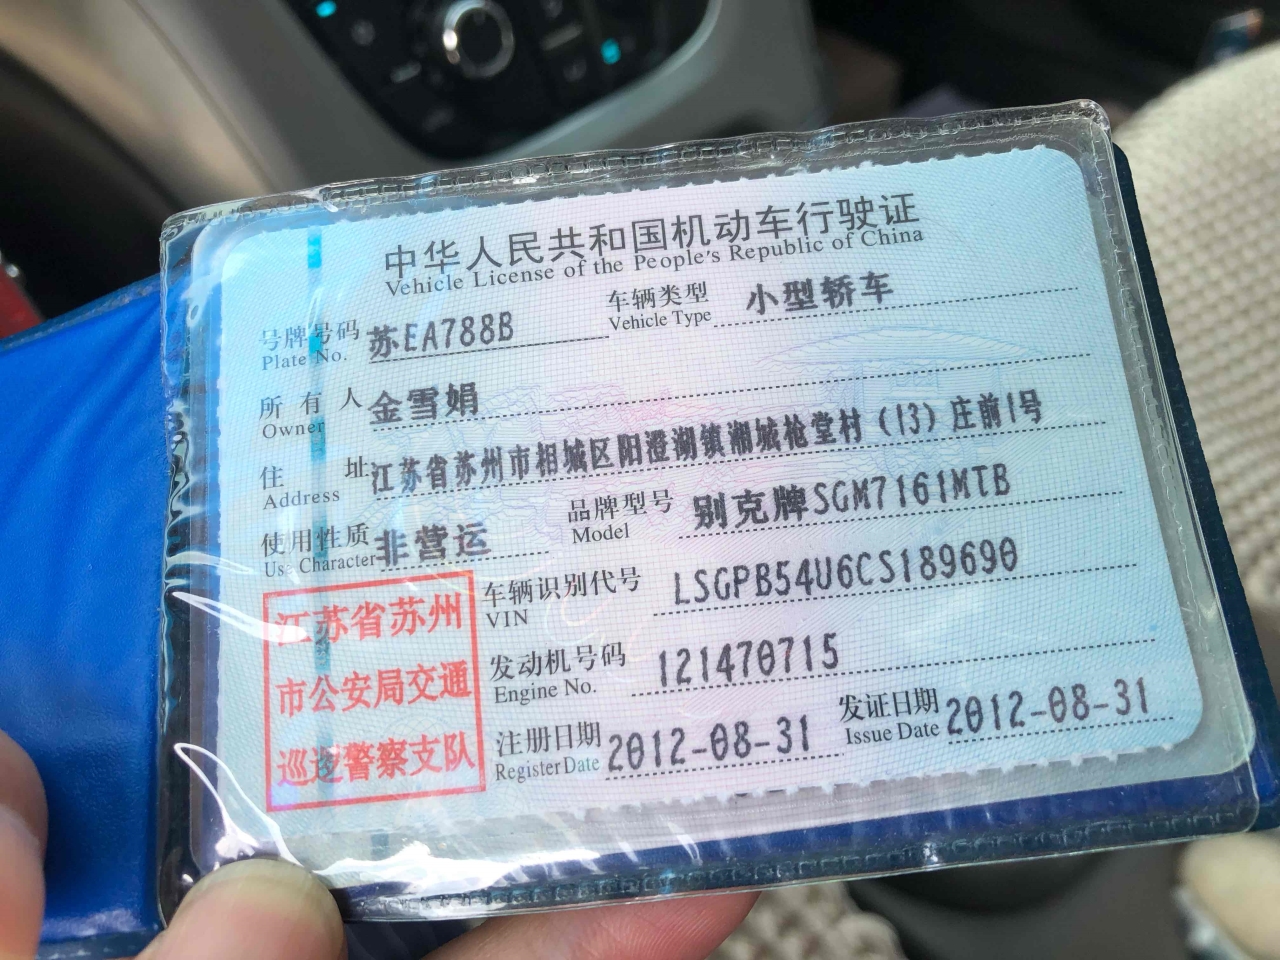 中华人民共和国机动车行驶证
Vehicle License of the People's Republic of China
号牌号码 苏EA788B 车辆类型 小型轿车
Plate No. Vehicle Type
所有人 金雪娟
Owner
住址 江苏省苏州市相城区阳澄湖镇湘城枪堂村(13)庄前1号
Address
使用性质 非营运 品牌型号 别克牌SGM7161MTB
Use Character Model
车辆识别代号 LSGPB54U6CS189690
VIN
发动机号码 121470715
Engine No.
注册日期 2012-08-31 发证日期 2012-08-31
Register Date Issue Date
江苏省苏州
市公安局交通
巡逻警察支队